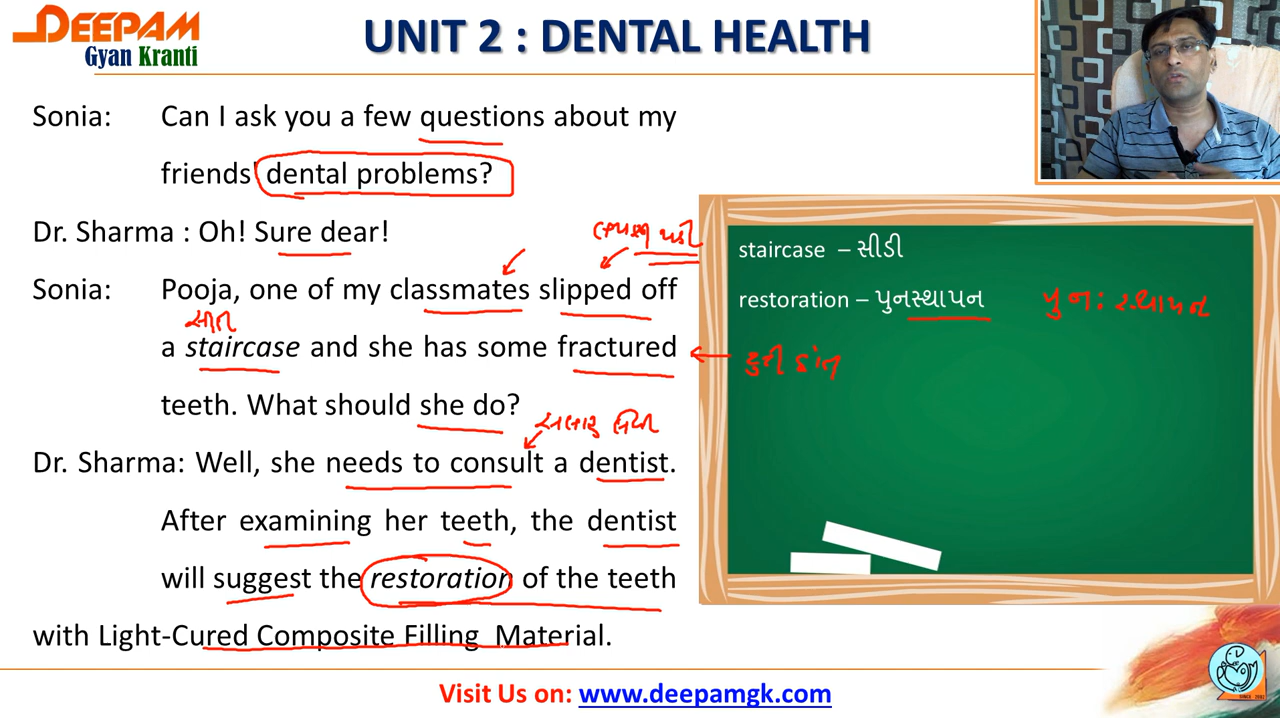 DEEPAM
Gyan Kranti
UNIT 2 : DENTAL HEALTH
Sonia: Can I ask you a few questions about my
friends' dental problems?
Dr. Sharma : Oh! Sure dear!
Sonia: Pooja, one of my classmates slipped off
a staircase and she has some fractured
teeth. What should she do?
Dr. Sharma: Well, she needs to consult a dentist.
After examining her teeth, the dentist
will suggest the restoration of the teeth
with Light-Cured Composite Filling Material.
staircase – સીડી
restoration – પુનસ્થાપન
પુન: સ્થાપન
Visit Us on: www.deepamgk.com